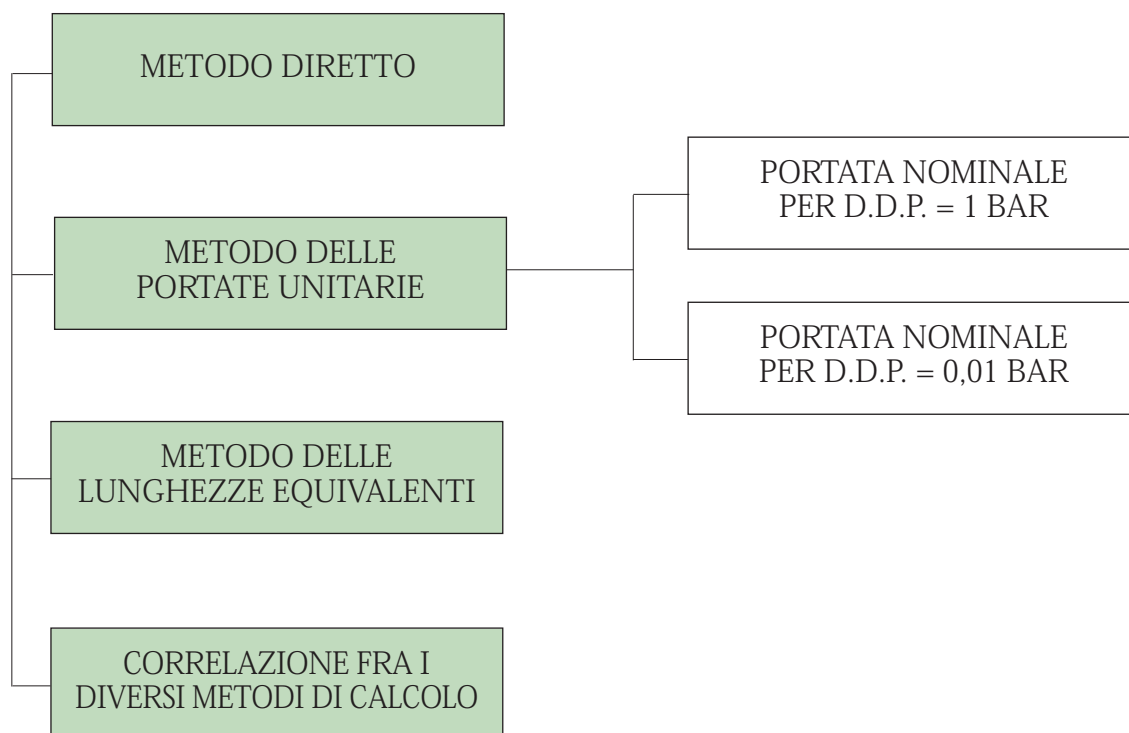 METODO DIRETTO
METODO DELLE
PORTATE UNITARIE
PORTATA NOMINALE
PER D.D.P. = 1 BAR
PORTATA NOMINALE
PER D.D.P. = 0,01 BAR
METODO DELLE
LUNGHEZZE EQUIVALENTI
CORRELAZIONE FRA I
DIVERSI METODI DI CALCOLO